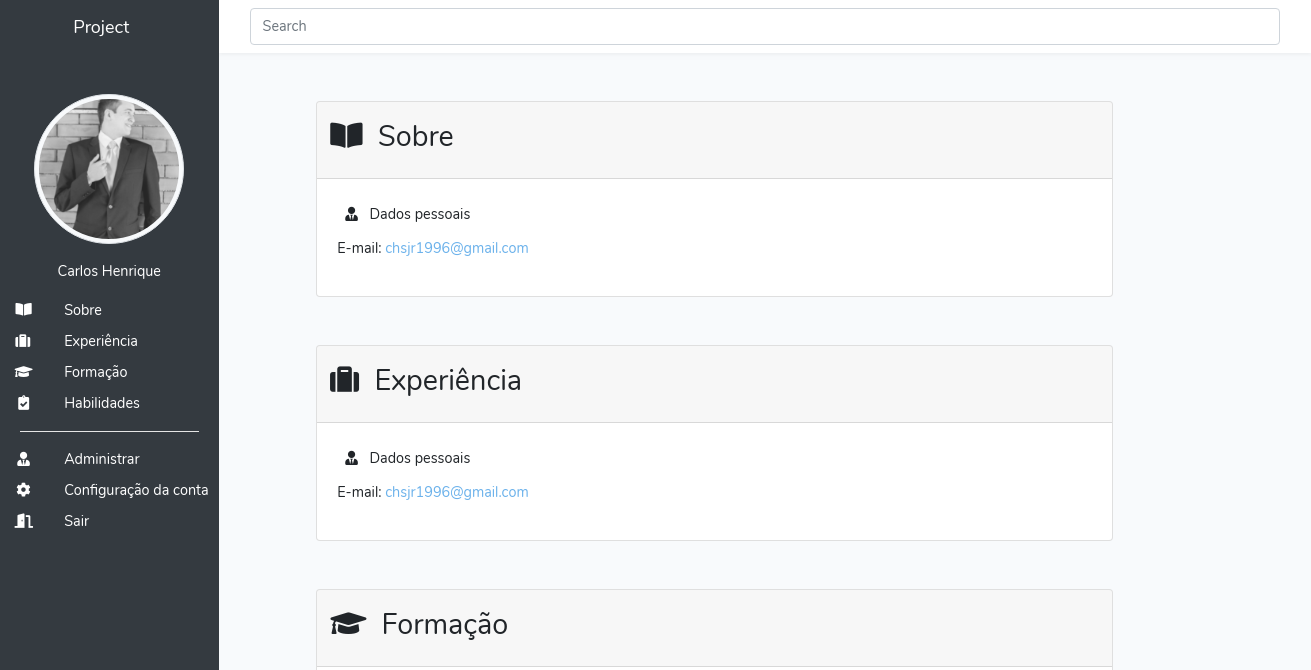 Project
Search
Carlos Henrique
Sobre
Experiência
Formação
Habilidades
Administrar
Configuração da conta
Sair
Sobre
Dados pessoais
E-mail: chsjr1996@gmail.com
Experiência
Dados pessoais
E-mail: chsjr1996@gmail.com
Formação